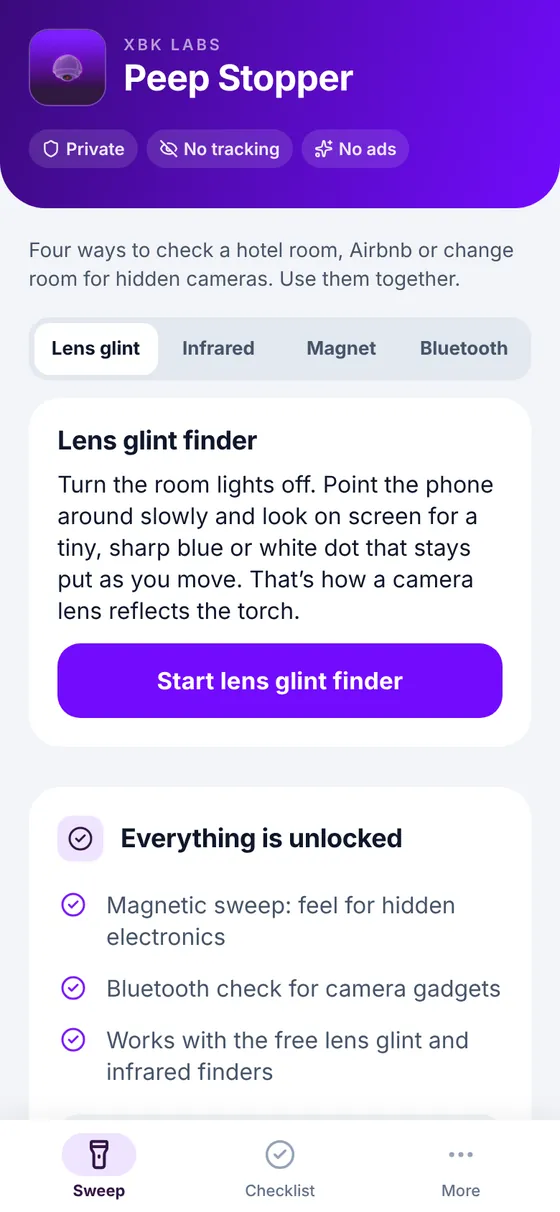 XBK LABS
Peep Stopper
Private
No tracking
No ads
Four ways to check a hotel room, Airbnb or change
room for hidden cameras. Use them together.
Lens glint
Infrared
Magnet
Bluetooth
Lens glint finder
Turn the room lights off. Point the phone
around slowly and look on screen for a
tiny, sharp blue or white dot that stays
put as you move. That’s how a camera
lens reflects the torch.
Start lens glint finder
Everything is unlocked
Magnetic sweep: feel for hidden
electronics
Bluetooth check for camera gadgets
Works with the free lens glint and
infrared finders
Sweep
Checklist
More